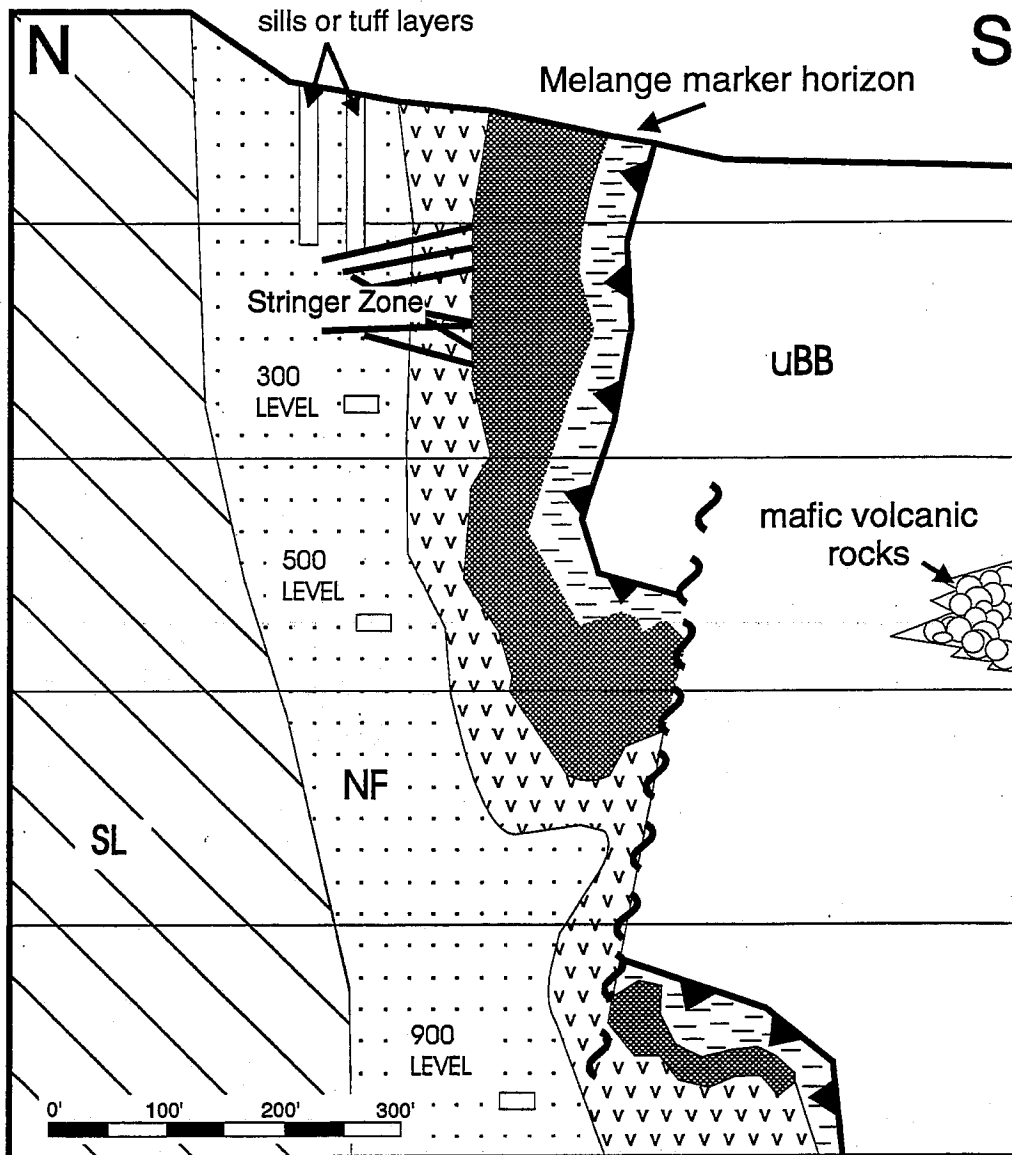 N
sills or tuff layers
S
Melange marker horizon
Stringer Zone
uBB
300
LEVEL
mafic volcanic
rocks
500
LEVEL
NF
SL
900
LEVEL
0' 100' 200' 300'